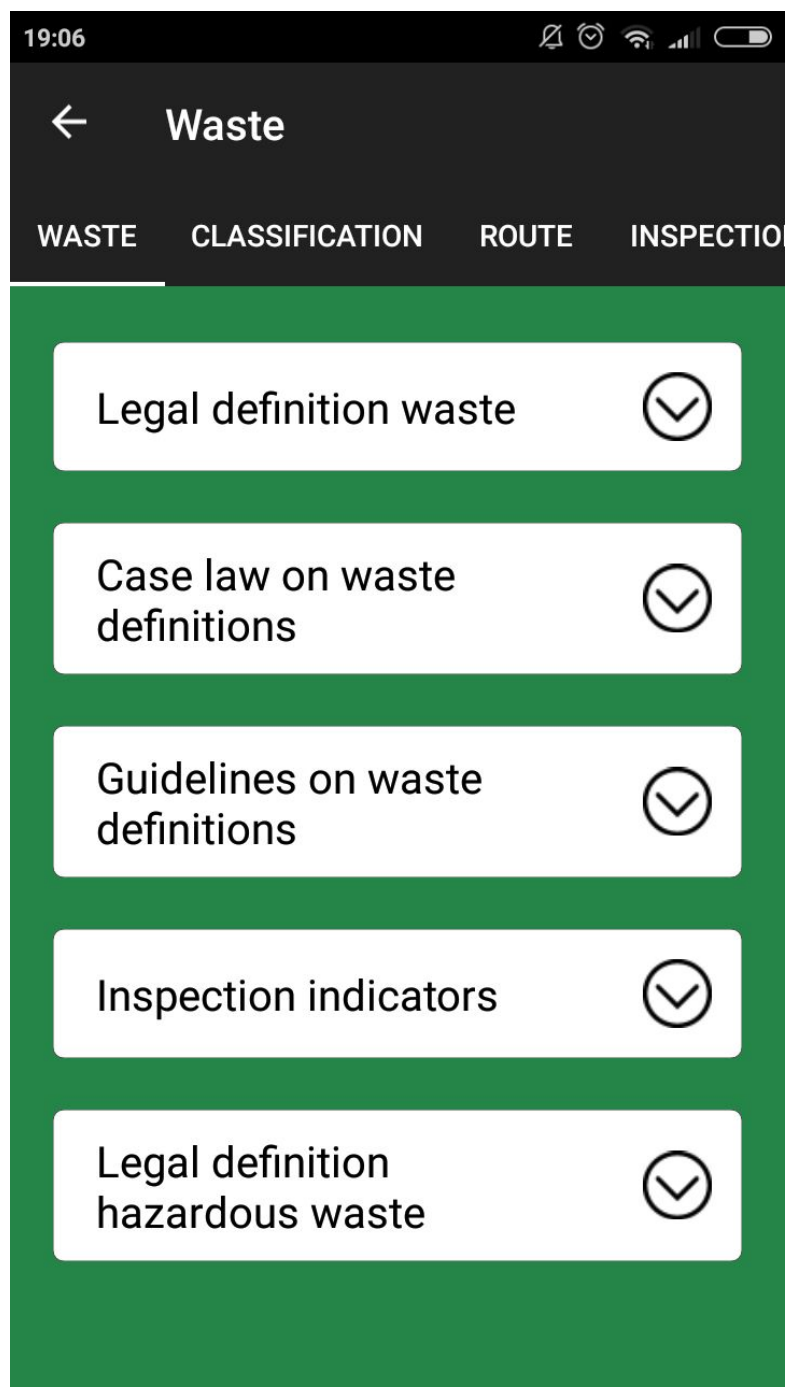 19:06
Waste
WASTE CLASSIFICATION ROUTE INSPECTIO
Legal definition waste
Case law on waste
definitions
Guidelines on waste
definitions
Inspection indicators
Legal definition
hazardous waste